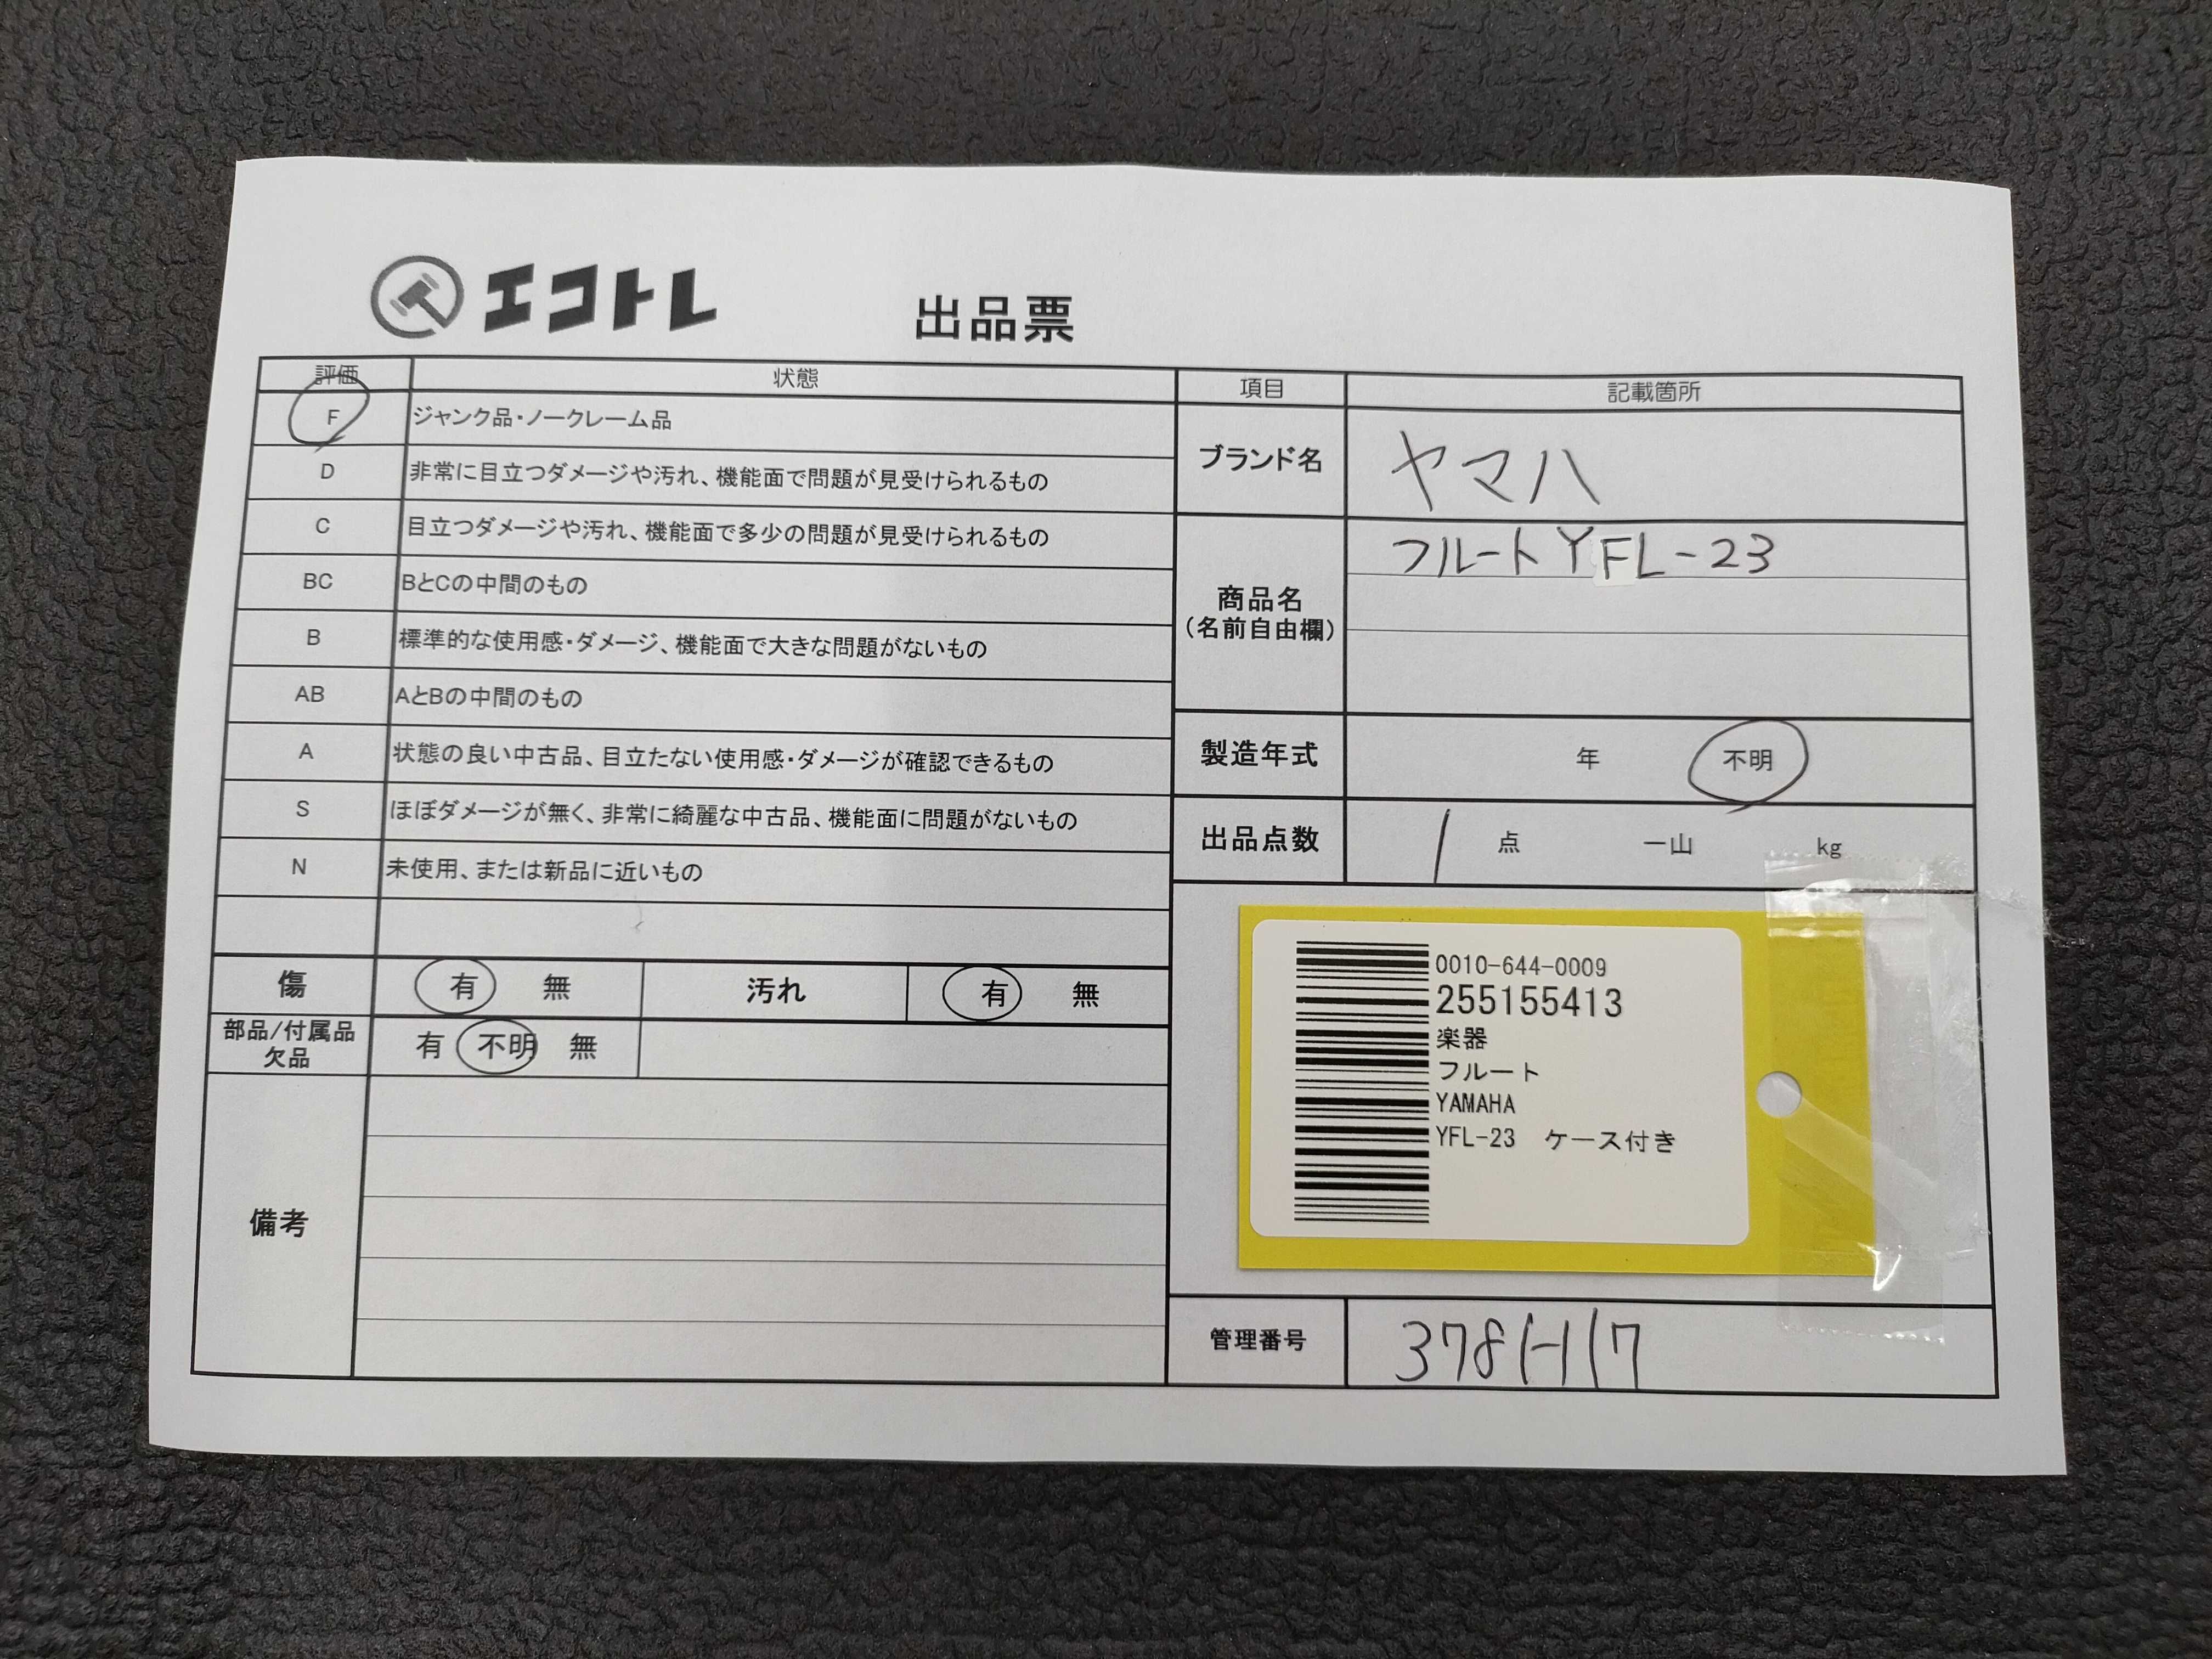 エコトレ
出品票
評価 状態
F ジャンク品・ノークレーム品
D 非常に目立つダメージや汚れ、機能面で問題が見受けられるもの
C 目立つダメージや汚れ、機能面で多少の問題が見受けられるもの
BC BとCの中間のもの
B 標準的な使用感・ダメージ、機能面で大きな問題がないもの
AB AとBの中間のもの
A 状態の良い中古品、目立たない使用感・ダメージが確認できるもの
S ほぼダメージが無く、非常に綺麗な中古品、機能面に問題がないもの
N 未使用、または新品に近いもの
傷 有 無 汚れ 有 無
部品/付属品
欠品
有 不明 無
備考
項目 記載箇所
ブランド名 ヤマハ
商品名
(名前自由欄)
フルートYFL-23
製造年式 年 不明
出品点数 1 点 一山 kg
0010-644-0009
255155413
楽器
フルート
YAMAHA
YFL-23 ケース付き
管理番号 3781-117